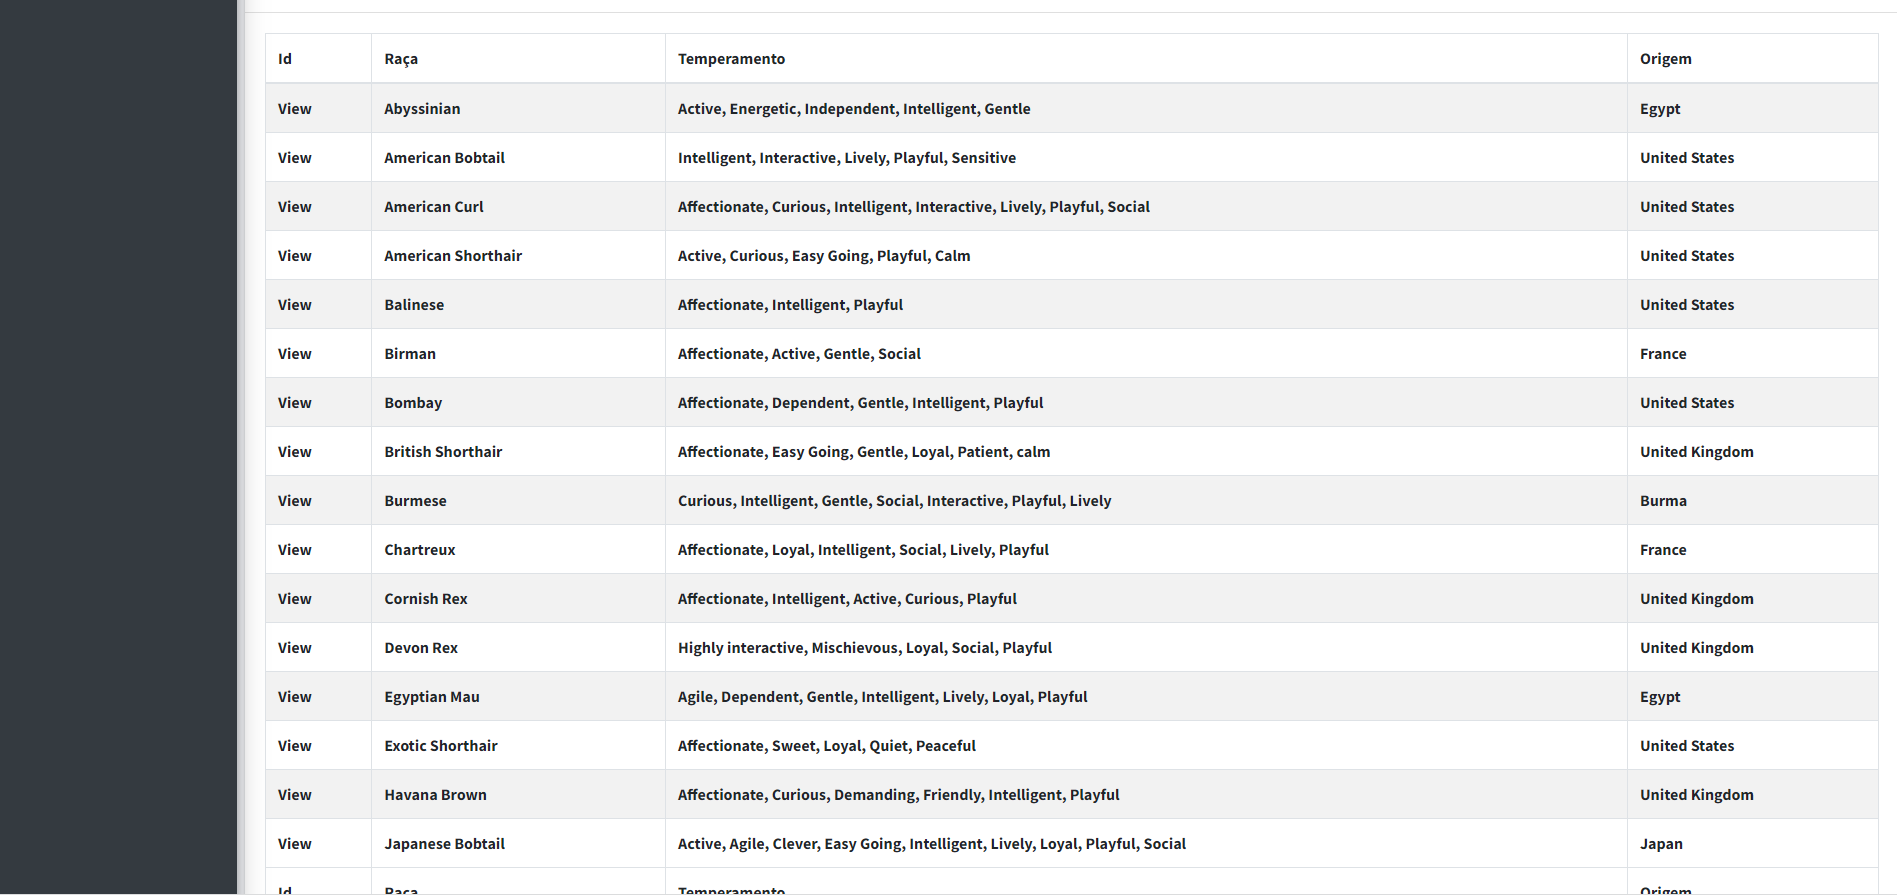 Id Raça Temperamento Origem
View Abyssinian Active, Energetic, Independent, Intelligent, Gentle Egypt
View American Bobtail Intelligent, Interactive, Lively, Playful, Sensitive United States
View American Curl Affectionate, Curious, Intelligent, Interactive, Lively, Playful, Social United States
View American Shorthair Active, Curious, Easy Going, Playful, Calm United States
View Balinese Affectionate, Intelligent, Playful United States
View Birman Affectionate, Active, Gentle, Social France
View Bombay Affectionate, Dependent, Gentle, Intelligent, Playful United States
View British Shorthair Affectionate, Easy Going, Gentle, Loyal, Patient, calm United Kingdom
View Burmese Curious, Intelligent, Gentle, Social, Interactive, Playful, Lively Burma
View Chartreux Affectionate, Loyal, Intelligent, Social, Lively, Playful France
View Cornish Rex Affectionate, Intelligent, Active, Curious, Playful United Kingdom
View Devon Rex Highly interactive, Mischievous, Loyal, Social, Playful United Kingdom
View Egyptian Mau Agile, Dependent, Gentle, Intelligent, Lively, Loyal, Playful Egypt
View Exotic Shorthair Affectionate, Sweet, Loyal, Quiet, Peaceful United States
View Havana Brown Affectionate, Curious, Demanding, Friendly, Intelligent, Playful United Kingdom
View Japanese Bobtail Active, Agile, Clever, Easy Going, Intelligent, Lively, Loyal, Playful, Social Japan
Id Raça Temperamento Origem